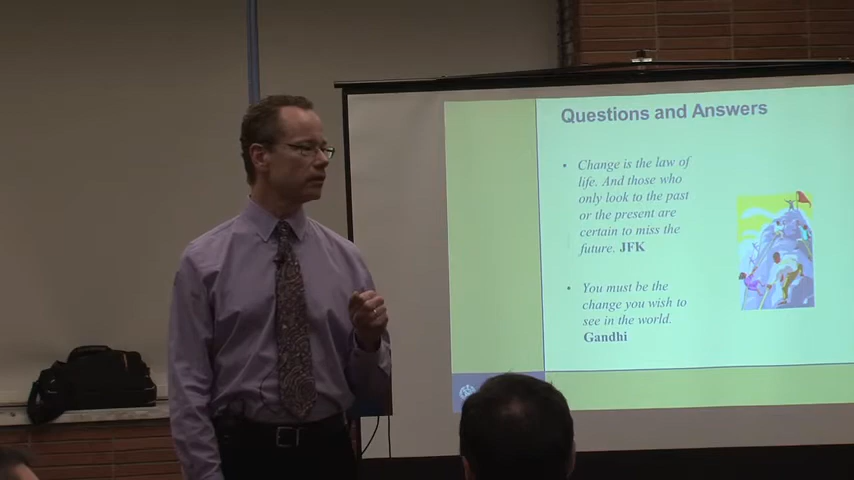 Questions and Answers
• Change is the law of
life. And those who
only look to the past
or the present are
certain to miss the
future. JFK
• You must be the
change you wish to
see in the world.
Gandhi